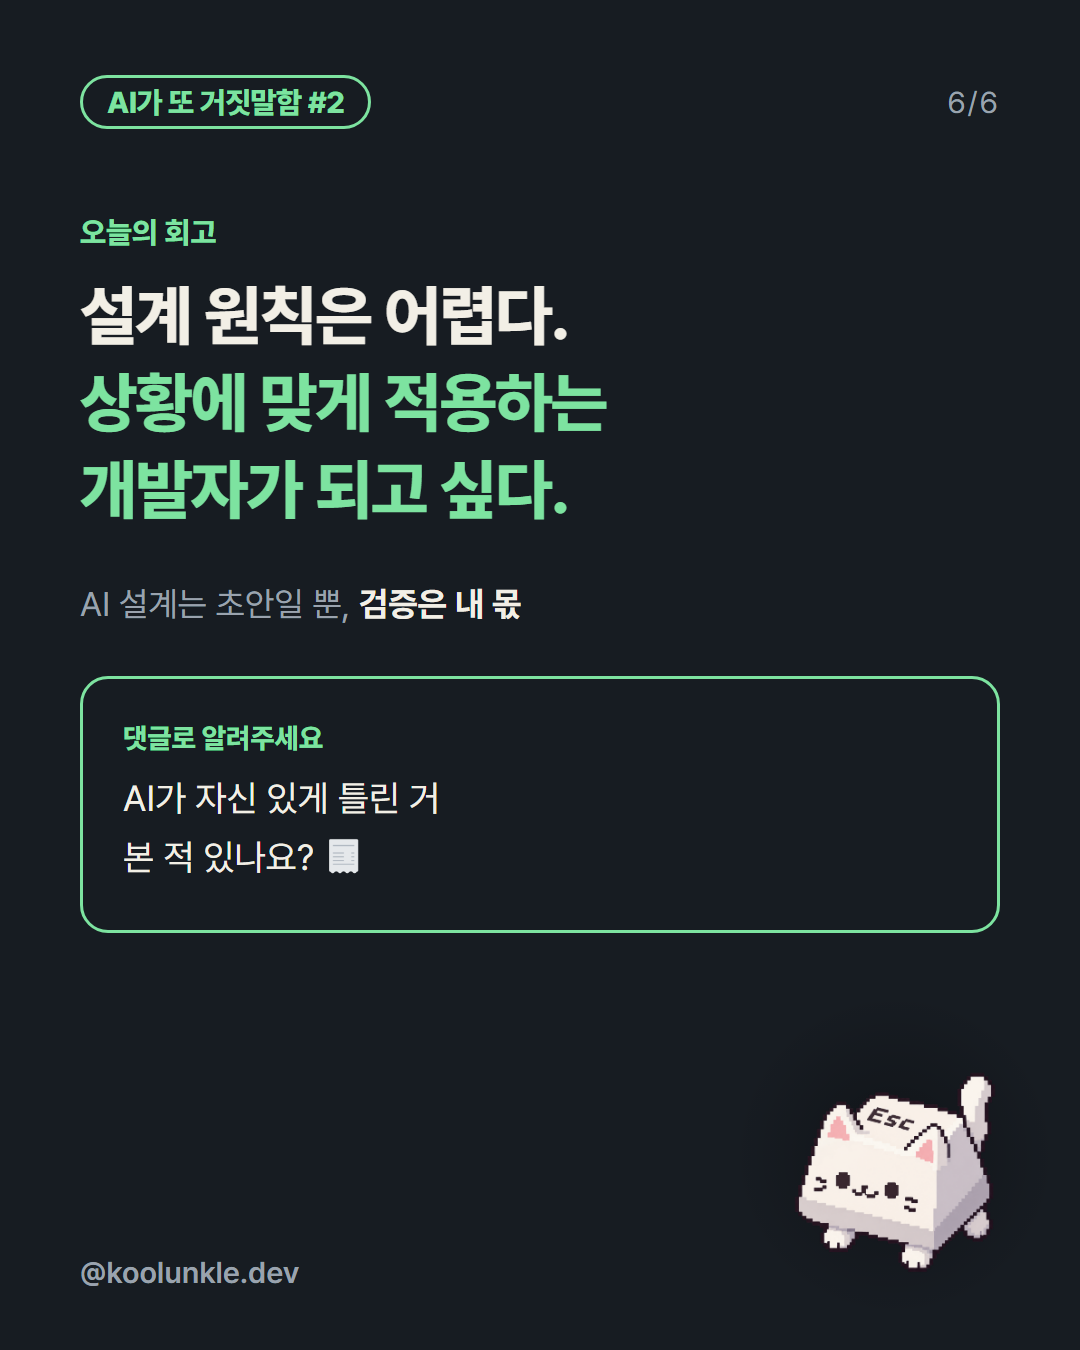 AI가 또 거짓말함 #2
6/6
오늘의 회고
설계 원칙은 어렵다.
상황에 맞게 적용하는
개발자가 되고 싶다.
AI 설계는 초안일 뿐, 검증은 내 몫
댓글로 알려주세요
AI가 자신 있게 틀린 거
본 적 있나요? 🧾
Esc
@koolunkle.dev